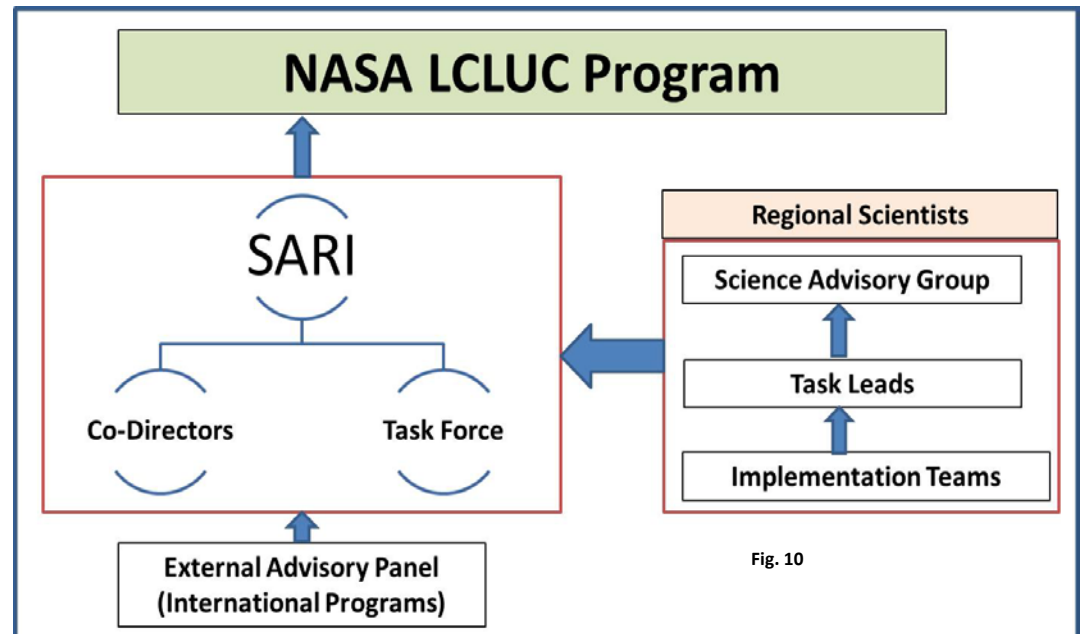 NASA LCLUC Program
SARI
Co-Directors
Task Force
External Advisory Panel
(International Programs)
Regional Scientists
Science Advisory Group
Task Leads
Implementation Teams
Fig. 10